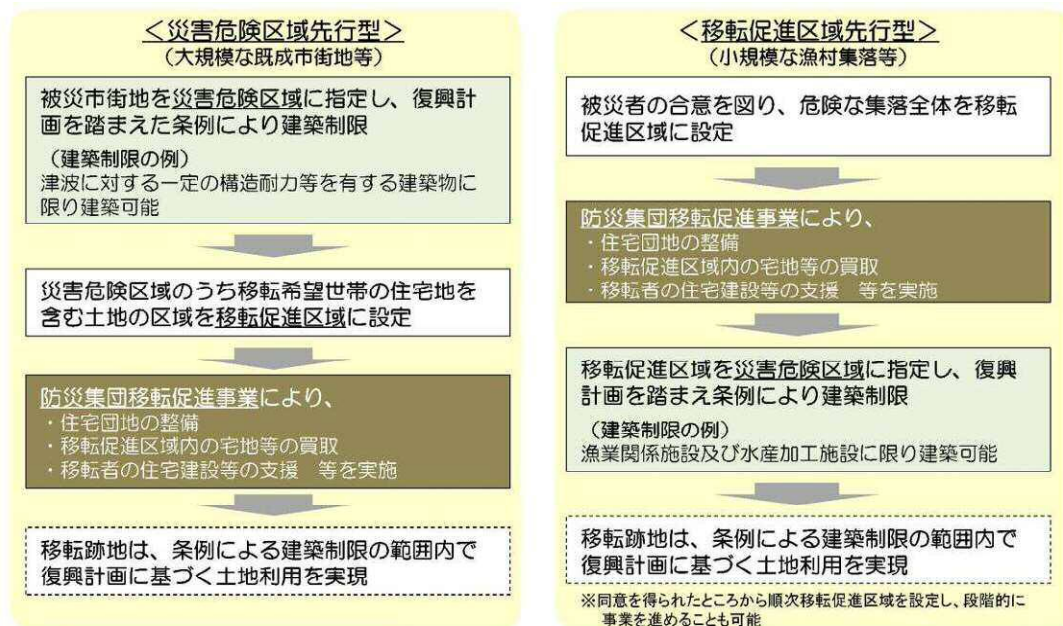 ＜災害危険区域先行型＞
（大規模な既成市街地等）
被災市街地を災害危険区域に指定し、復興計
画を踏まえた条例により建築制限
（建築制限の例）
津波に対する一定の構造耐力等を有する建築物に
限り建築可能
災害危険区域のうち移転希望世帯の住宅地を
含む土地の区域を移転促進区域に設定
防災集団移転促進事業により、
・住宅団地の整備
・移転促進区域内の宅地等の買取
・移転者の住宅建設等の支援　等を実施
移転跡地は、条例による建築制限の範囲内で
復興計画に基づく土地利用を実現
＜移転促進区域先行型＞
（小規模な漁村集落等）
被災者の合意を図り、危険な集落全体を移転
促進区域に設定
防災集団移転促進事業により、
・住宅団地の整備
・移転促進区域内の宅地等の買取
・移転者の住宅建設等の支援　等を実施
移転促進区域を災害危険区域に指定し、復興
計画を踏まえ条例により建築制限
（建築制限の例）
漁業関係施設及び水産加工施設に限り建築可能
移転跡地は、条例による建築制限の範囲内で
復興計画に基づく土地利用を実現
※同意を得られたところから順次移転促進区域を設定し、段階的に
事業を進めることも可能